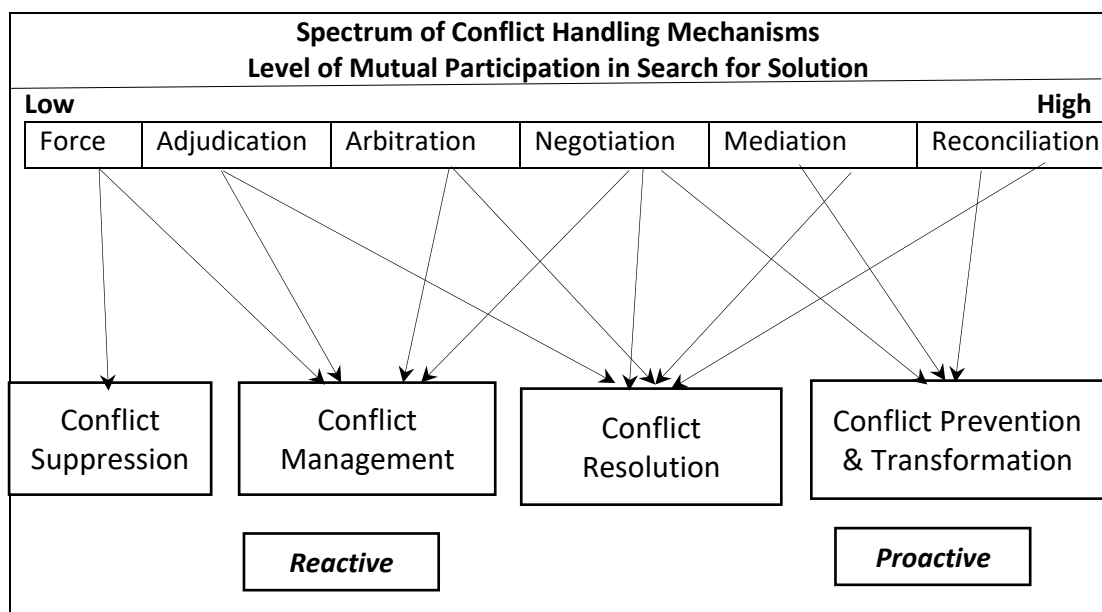 Spectrum of Conflict Handling Mechanisms
Level of Mutual Participation in Search for Solution
Low High
Force Adjudication Arbitration Negotiation Mediation Reconciliation
Conflict
Suppression
Conflict
Management
Conflict
Resolution
Conflict Prevention
& Transformation
Reactive
Proactive